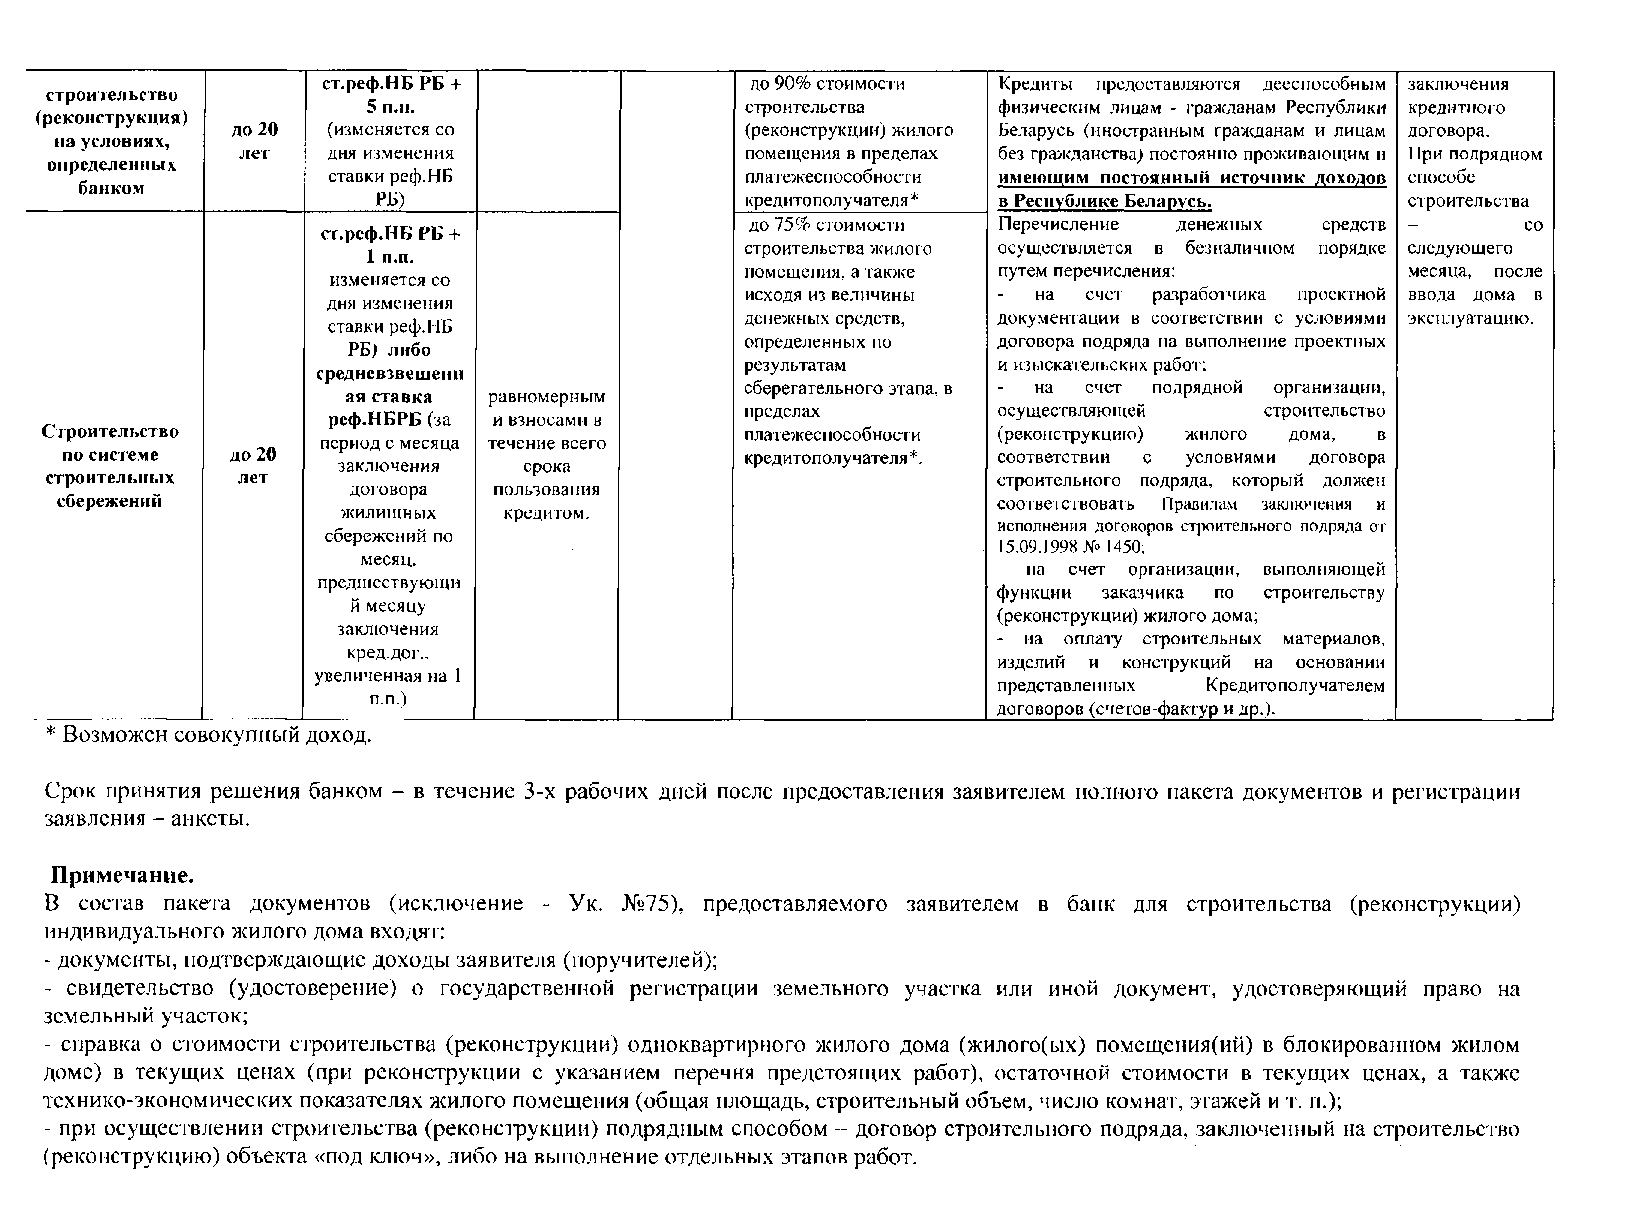 строительство
(реконструкция)
на условиях,
определенных
банком
до 20
лет
ст.реф.НБ РБ +
5 п.п.
(изменяется со
дня изменения
ставки реф.НБ
РБ)
до 90% стоимости
строительства
(реконструкции) жилого
помещения в пределах
платежеспособности
кредитополучателя*
Кредиты предоставляются дееспособным
физическим лицам - гражданам Республики
Беларусь (иностранным гражданам и лицам
без гражданства) постоянно проживающим и
имеющим постоянный источник доходов
в Республике Беларусь.
Перечисление денежных средств
осуществляется в безналичном порядке
путем перечисления:
- на счет разработчика проектной
документации в соответствии с условиями
договора подряда на выполнение проектных
и изыскательских работ;
- на счет подрядной организации,
осуществляющей строительство
(реконструкцию) жилого дома, в
соответствии с условиями договора
строительного подряда, который должен
соответствовать Правилам заключения и
исполнения договоров строительного подряда от
15.09.1998 № 1450;
на счет организации, выполняющей
функции заказчика по строительству
(реконструкции) жилого дома;
- на оплату строительных материалов,
изделий и конструкций на основании
представленных Кредитополучателем
договоров (счетов-фактур и др.).
заключения
кредитного
договора.
При подрядном
способе
строительства
– со
следующего
месяца, после
ввода дома в
эксплуатацию.
Строительство
по системе
строительных
сбережений
до 20
лет
ст.реф.НБ РБ +
1 п.п.
изменяется со
дня изменения
ставки реф.НБ
РБ) либо
средневзвешенн
ая ставка
реф.НБРБ (за
период с месяца
заключения
договора
жилищных
сбережений по
месяц,
предшествующи
й месяцу
заключения
кред.дог.,
увеличенная на 1
п.п.)
равномерным
и взносами в
течение всего
срока
пользования
кредитом.
до 75% стоимости
строительства жилого
помещения, а также
исходя из величины
денежных средств,
определенных по
результатам
сберегательного этапа, в
пределах
платежеспособности
кредитополучателя*.
* Возможен совокупный доход.
Срок принятия решения банком – в течение 3-х рабочих дней после предоставления заявителем полного пакета документов и регистрации
заявления – анкеты.
Примечание.
В состав пакета документов (исключение - Ук. №75), предоставляемого заявителем в банк для строительства (реконструкции)
индивидуального жилого дома входят:
- документы, подтверждающие доходы заявителя (поручителей);
- свидетельство (удостоверение) о государственной регистрации земельного участка или иной документ, удостоверяющий право на
земельный участок;
- справка о стоимости строительства (реконструкции) одноквартирного жилого дома (жилого(ых) помещения(ий) в блокированном жилом
доме) в текущих ценах (при реконструкции с указанием перечня предстоящих работ), остаточной стоимости в текущих ценах, а также
технико-экономических показателях жилого помещения (общая площадь, строительный объем, число комнат, этажей и т. п.);
- при осуществлении строительства (реконструкции) подрядным способом – договор строительного подряда, заключенный на строительство
(реконструкцию) объекта «под ключ», либо на выполнение отдельных этапов работ.